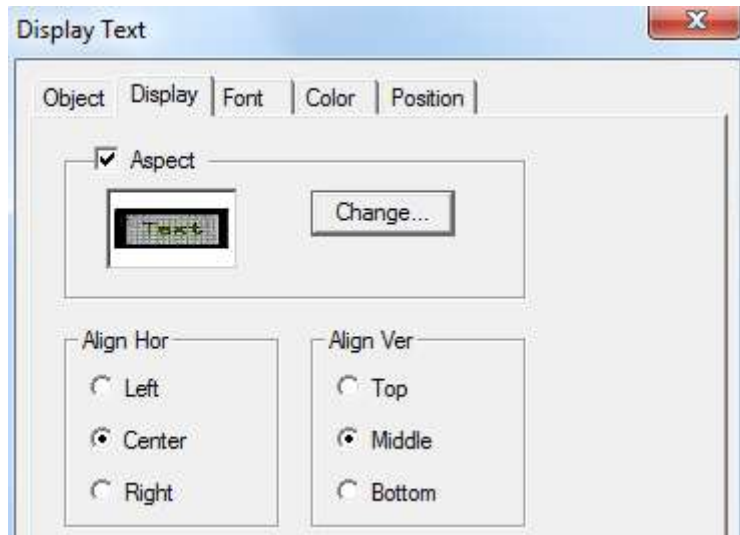 Display Text
Object Display Font Color Position
Aspect
Text
Change...
Align Hor
Align Ver
Left
Top
Center
Middle
Right
Bottom